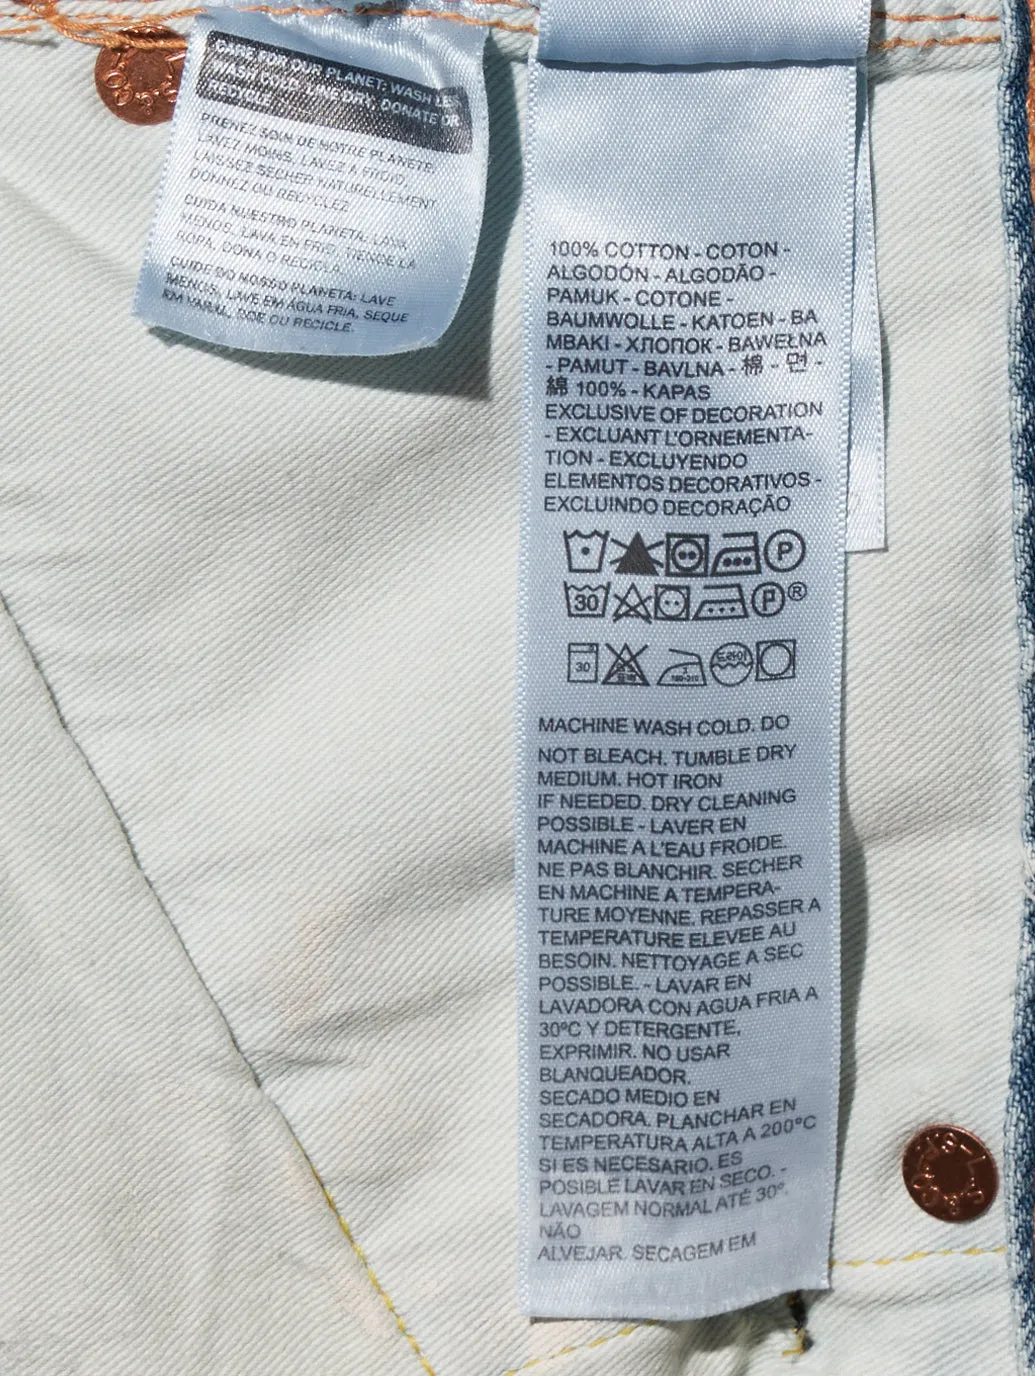 CARE FOR OUR PLANET: WASH LESS,
WASH COLD, LINE DRY, DONATE OR
RECYCLE.
PRENEZ SOIN DE NOTRE PLANETE:
LAVEZ MOINS, LAVEZ A FROID,
LAISSEZ SECHER NATURELLEMENT
DONNEZ OU RECYCLEZ
CUIDA NUESTRO PLANETA, LAVA
MENOS, LAVA EN FRIO, TIENDE LA
ROPA, DONA O RECICLA.
CUIDE DO NOSSO PLANETA: LAVE
MENOS, LAVE EM AGUA FRIA, SEQUE
EM VARAL, DOE OU RECICLE.
100% COTTON - COTON -
ALGODÓN - ALGODÃO -
PAMUK - COTONE -
BAUMWOLLE - KATOEN - BA
MBAKI - ХЛОПОК - BAWEŁNA
- PAMUT - BAVLNA - 棉 - 면 -
綿 100% - KAPAS
EXCLUSIVE OF DECORATION
- EXCLUANT L'ORNEMENTA-
TION - EXCLUYENDO
ELEMENTOS DECORATIVOS -
EXCLUINDO DECORAÇÃO
P
30 P ®
30 드라이
MACHINE WASH COLD. DO
NOT BLEACH. TUMBLE DRY
MEDIUM. HOT IRON
IF NEEDED. DRY CLEANING
POSSIBLE - LAVER EN
MACHINE A L'EAU FROIDE.
NE PAS BLANCHIR. SECHER
EN MACHINE A TEMPERA-
TURE MOYENNE. REPASSER A
TEMPERATURE ELEVEE AU
BESOIN. NETTOYAGE A SEC
POSSIBLE. - LAVAR EN
LAVADORA CON AGUA FRIA A
30ºC Y DETERGENTE,
EXPRIMIR. NO USAR
BLANQUEADOR.
SECADO MEDIO EN
SECADORA. PLANCHAR EN
TEMPERATURA ALTA A 200°C
SI ES NECESARIO. ES
POSIBLE LAVAR EN SECO. -
LAVAGEM NORMAL ATÉ 30º.
NÃO
ALVEJAR. SECAGEM EM